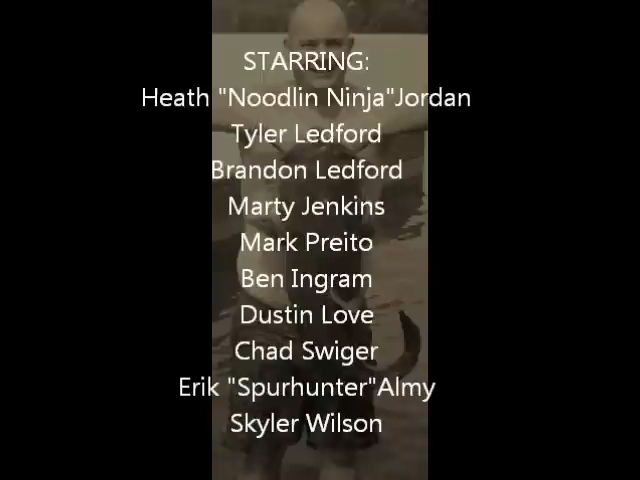 STARRING:
Heath "Noodlin Ninja"Jordan
Tyler Ledford
Brandon Ledford
Marty Jenkins
Mark Preito
Ben Ingram
Dustin Love
Chad Swiger
Erik "Spurhunter"Almy
Skyler Wilson